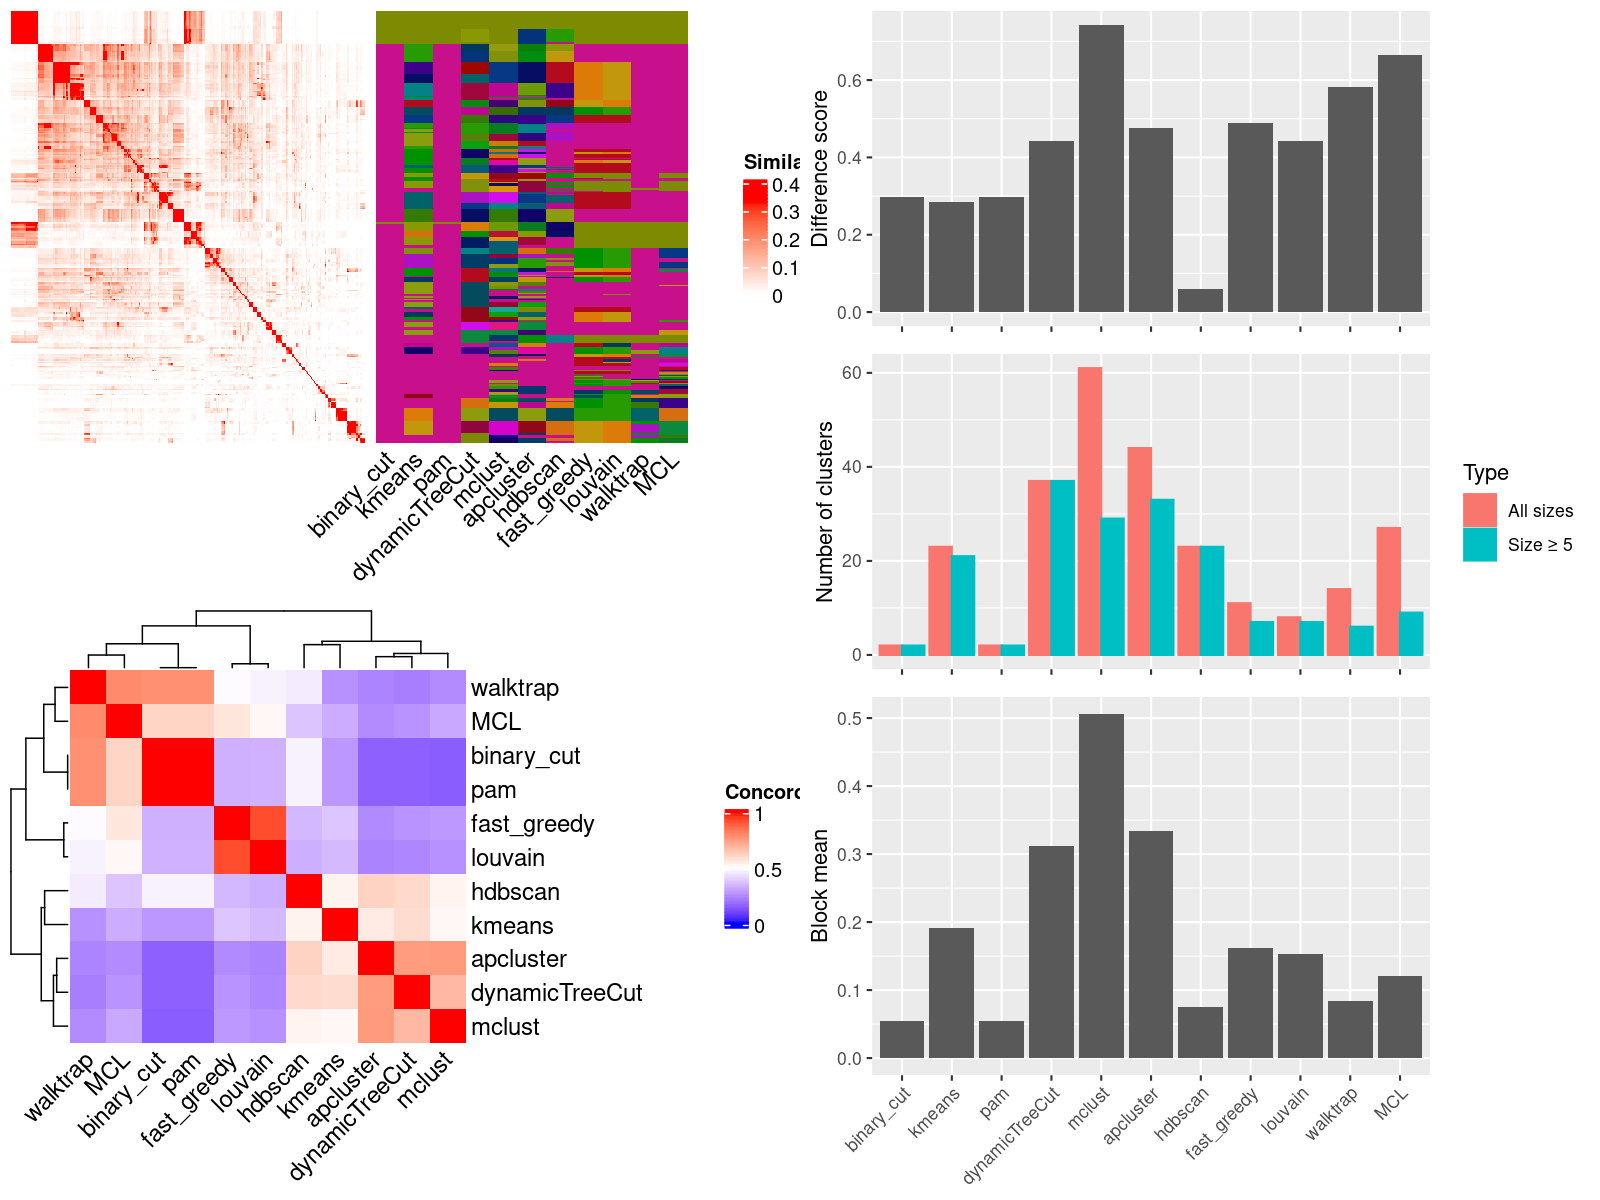 Simila
0.4
0.3
0.2
0.1
0
binary_cut
kmeans
pam
dynamicTreeCut
mclust
apcluster
hdbscan
fast_greedy
louvain
walktrap
MCL
walktrap
MCL
binary_cut
pam
fast_greedy
louvain
hdbscan
kmeans
apcluster
dynamicTreeCut
mclust
Concord
1
0.5
0
walktrap
MCL
binary_cut
pam
fast_greedy
louvain
hdbscan
kmeans
apcluster
dynamicTreeCut
mclust
Difference score
0.6
0.4
0.2
0.0
Number of clusters
60
40
20
0
Type
All sizes
Size ≥ 5
Block mean
0.5
0.4
0.3
0.2
0.1
0.0
binary_cut
kmeans
pam
dynamicTreeCut
mclust
apcluster
hdbscan
fast_greedy
louvain
walktrap
MCL